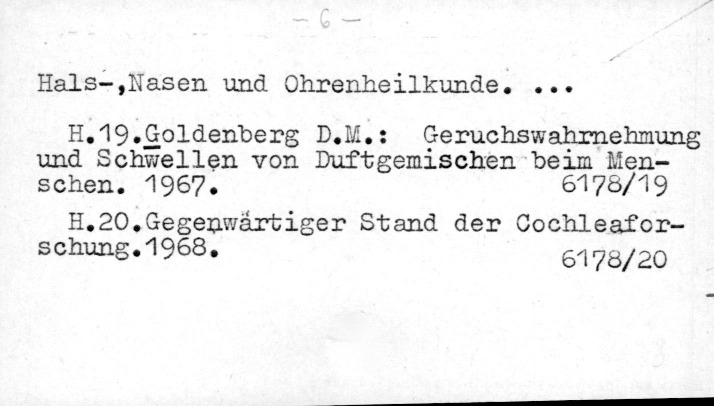 - 6 -
Hals-,Nasen und Ohrenheilkunde. ...
H.19.Goldenberg D.M.: Geruchswahrnehmung
und Schwellen von Duftgemischen beim Men-
schen. 1967. 6178/19
H.20.Gegenwärtiger Stand der Cochleafor-
schung.1968. 6178/20